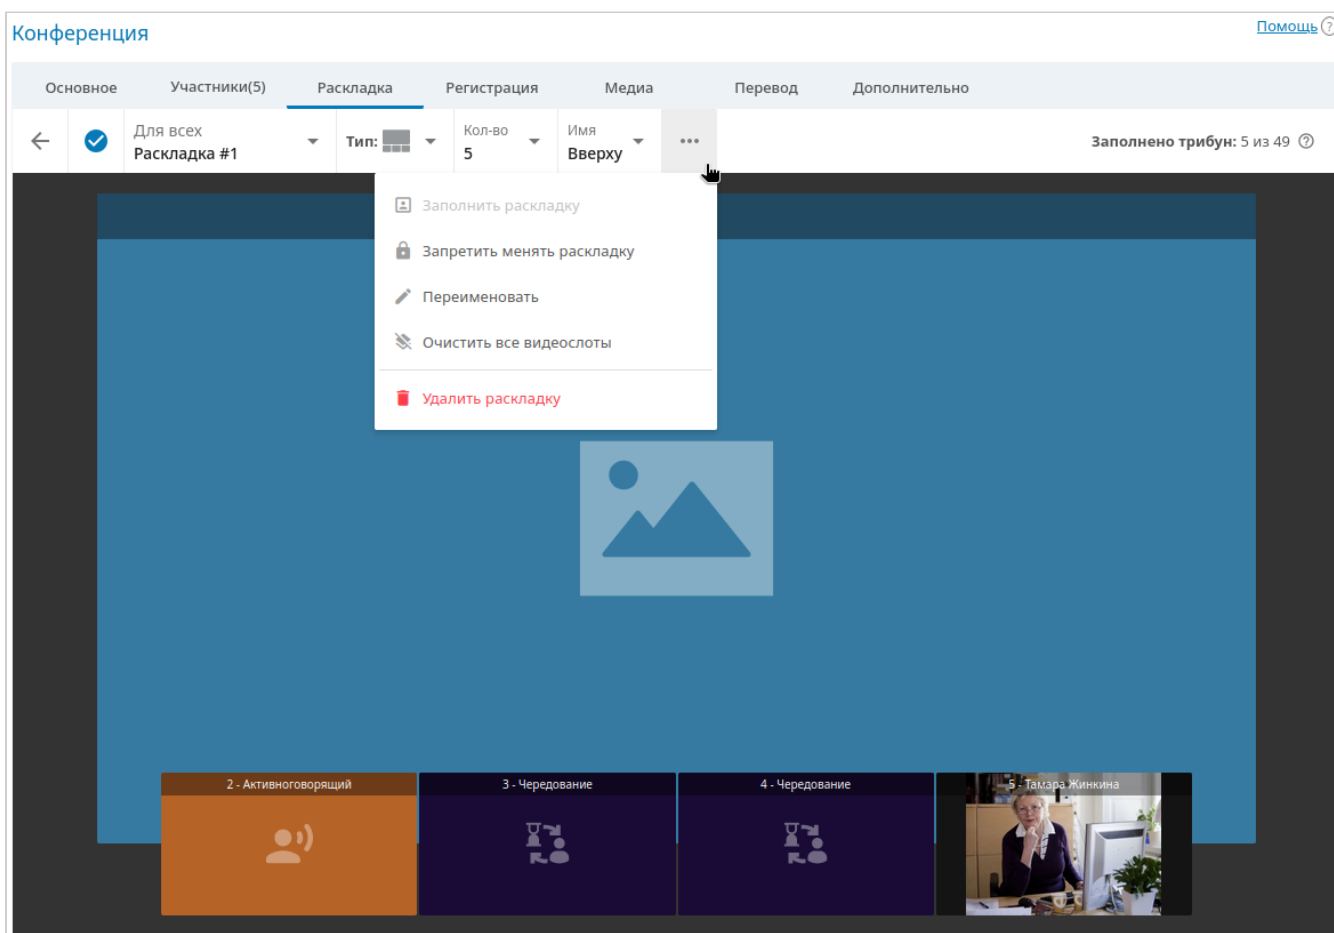 Конференция
Помощь
Основное Участники(5) Раскладка Регистрация Медиа Перевод Дополнительно
Для всех
Раскладка #1
Тип:
Кол-во
5
Имя
Вверху
Заполнено трибун: 5 из 49
Заполнить раскладку
Запретить менять раскладку
Переименовать
Очистить все видеослоты
Удалить раскладку
2 - Активноговорящий
3 - Чередование
4 - Чередование
5 - Тамара Жинкина